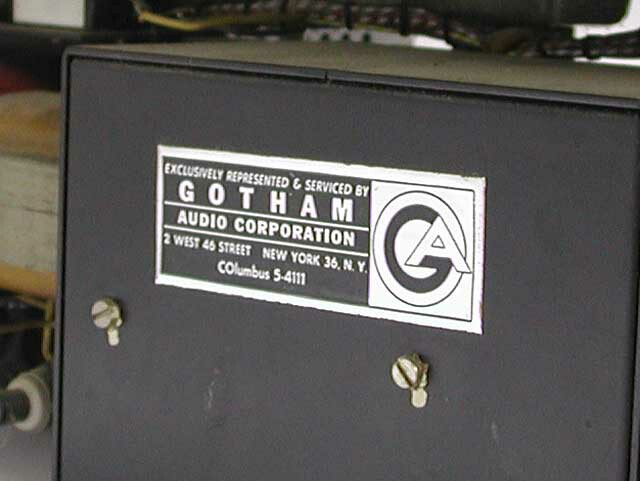 EXCLUSIVELY REPRESENTED & SERVICED BY
GOTHAM
AUDIO CORPORATION
2 WEST 46 STREET NEW YORK 36, N.Y.
COlumbus 5-4111
GA